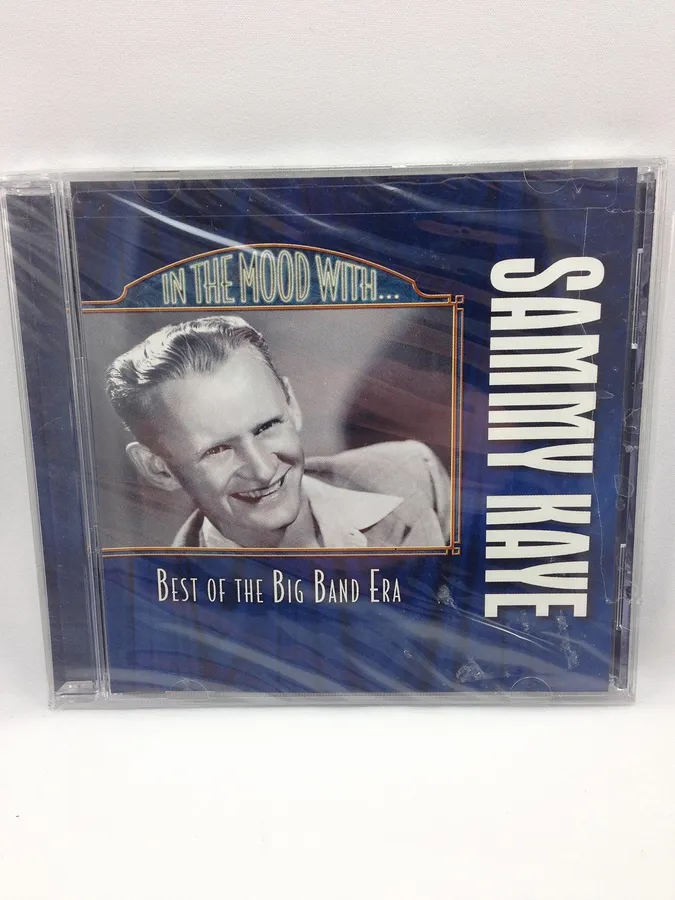 IN THE MOOD WITH...
SAMMY KAYE
BEST OF THE BIG BAND ERA